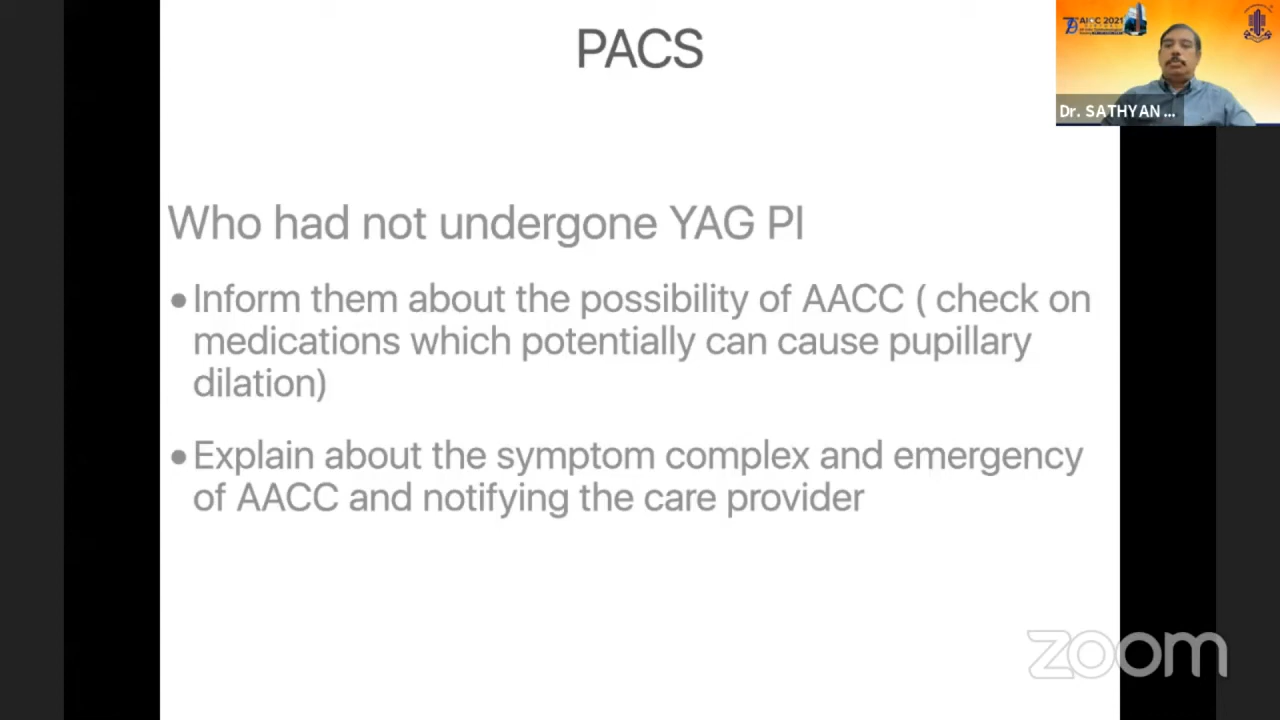 PACS
AIOC 2021
Dr. SATHYAN ...
Who had not undergone YAG PI
• Inform them about the possibility of AACC ( check on
medications which potentially can cause pupillary
dilation)
• Explain about the symptom complex and emergency
of AACC and notifying the care provider
zoom